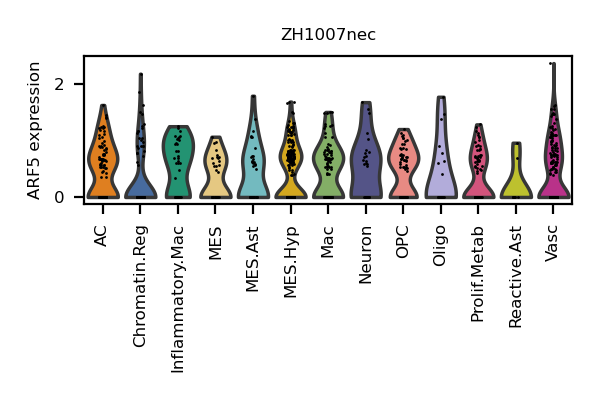 ZH1007nec
ARF5 expression
2
0
AC
Chromatin.Reg
Inflammatory.Mac
MES
MES.Ast
MES.Hyp
Mac
Neuron
OPC
Oligo
Prolif.Metab
Reactive.Ast
Vasc